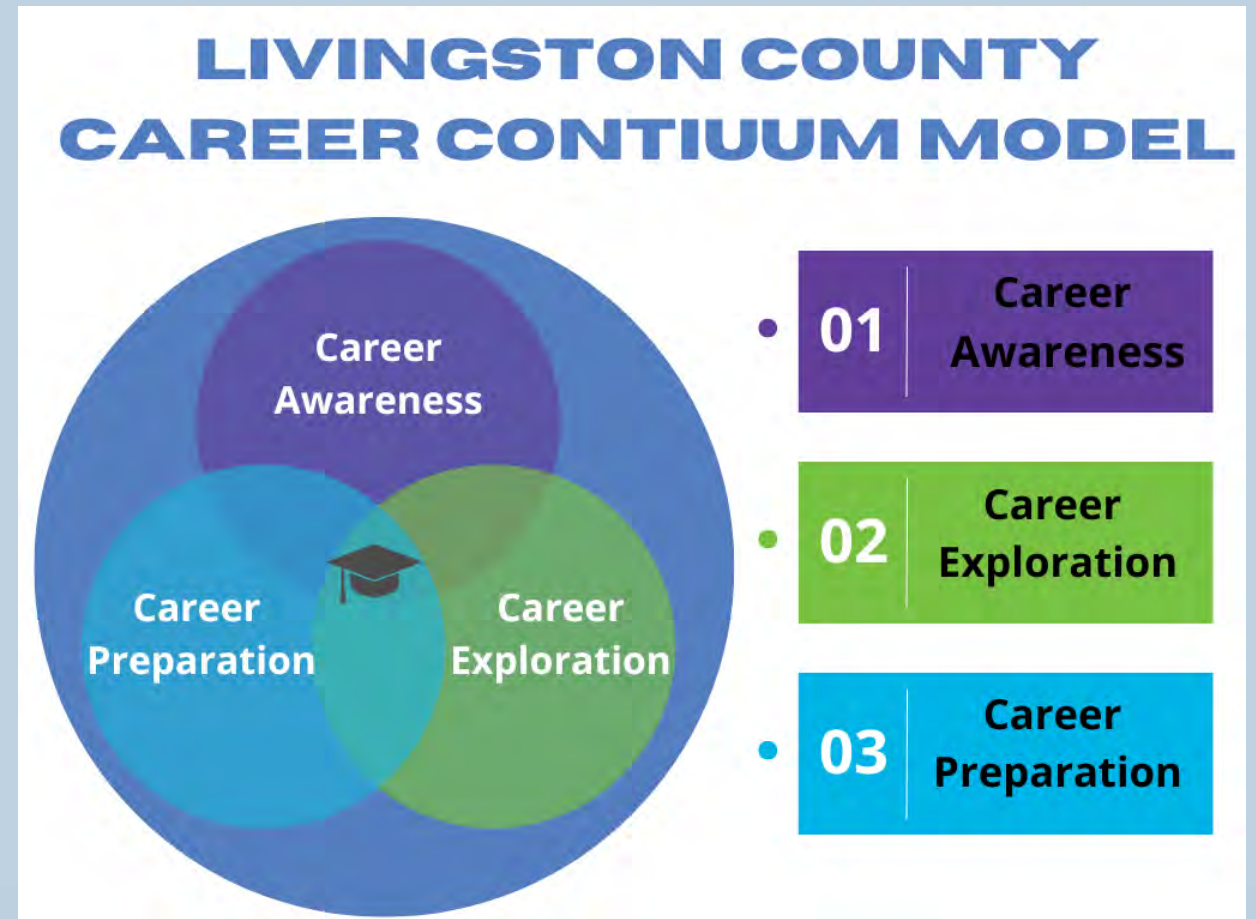 LIVINGSTON COUNTY
CAREER CONTIUUM MODEL
Career
Awareness
Career
Preparation
Career
Exploration
01
Career
Awareness
02
Career
Exploration
03
Career
Preparation